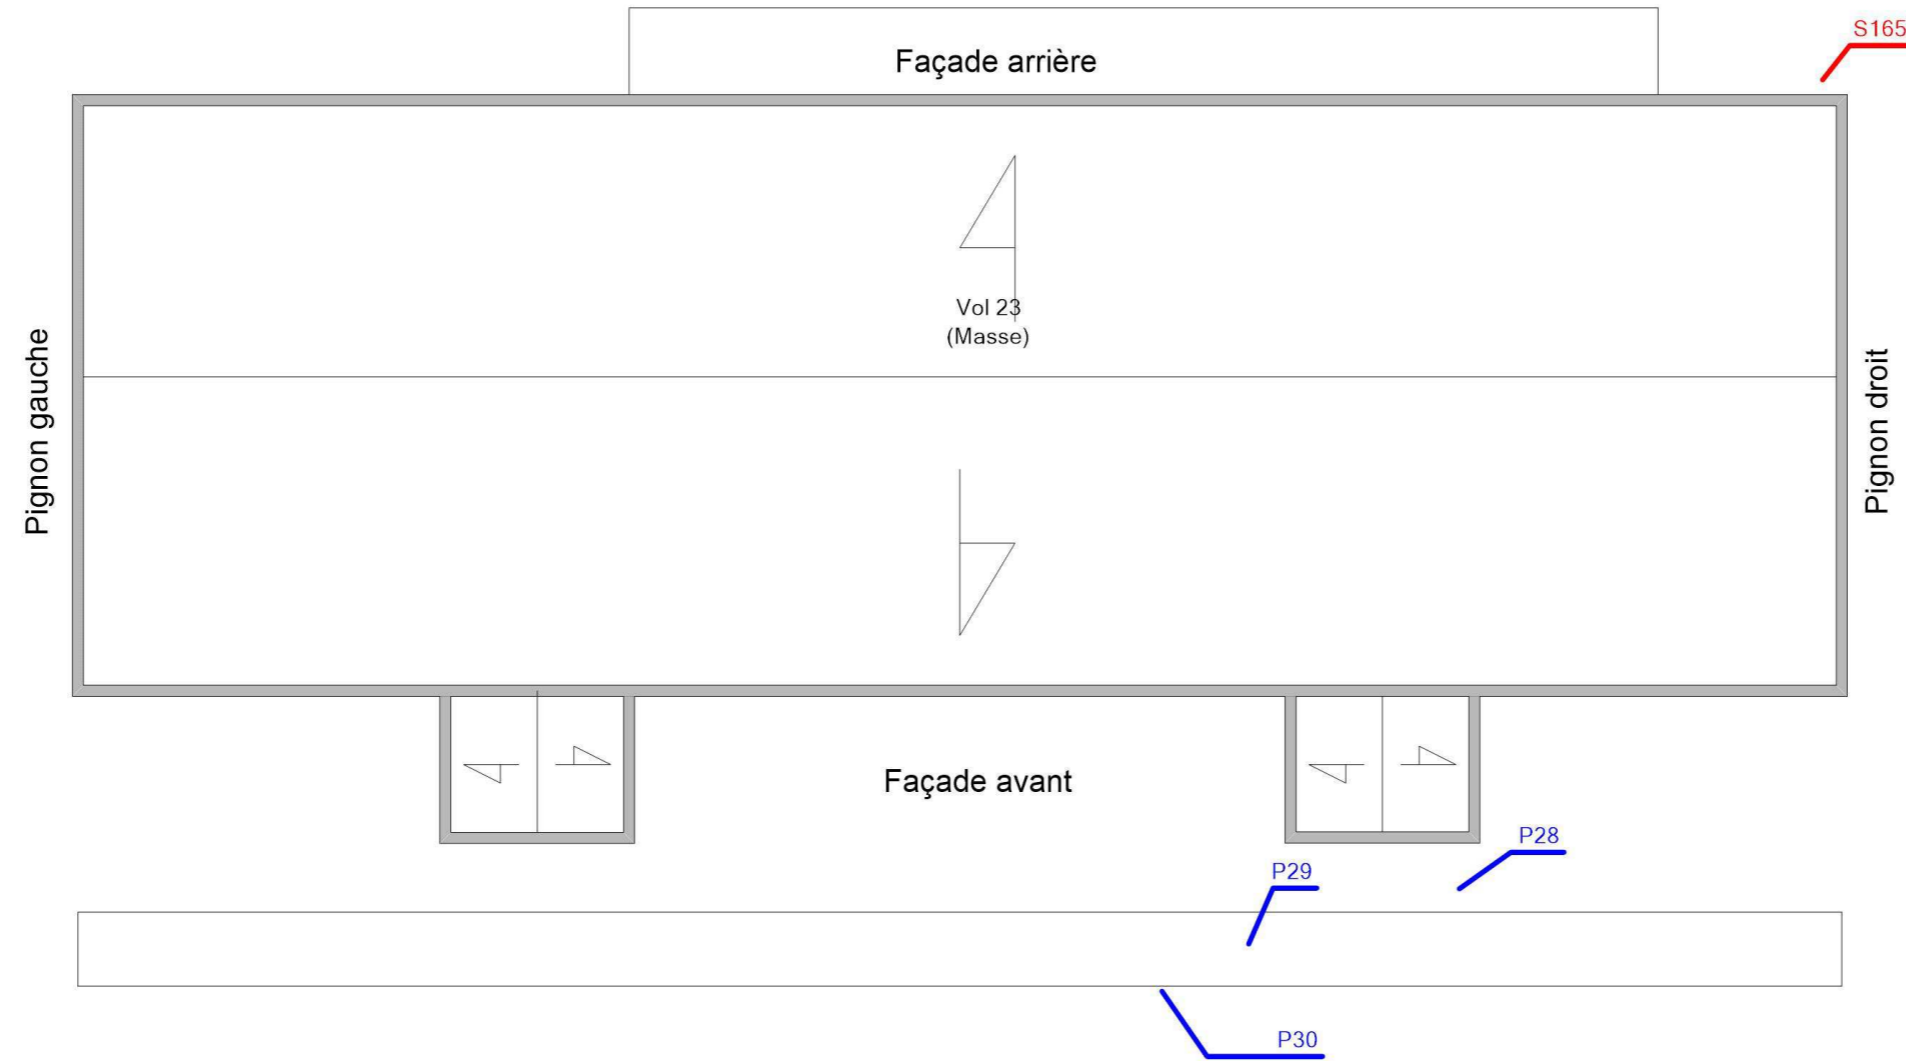 S165
Façade arrière
Vol 23
(Masse)
Pignon gauche
Pignon droit
Façade avant
P28
P29
P30